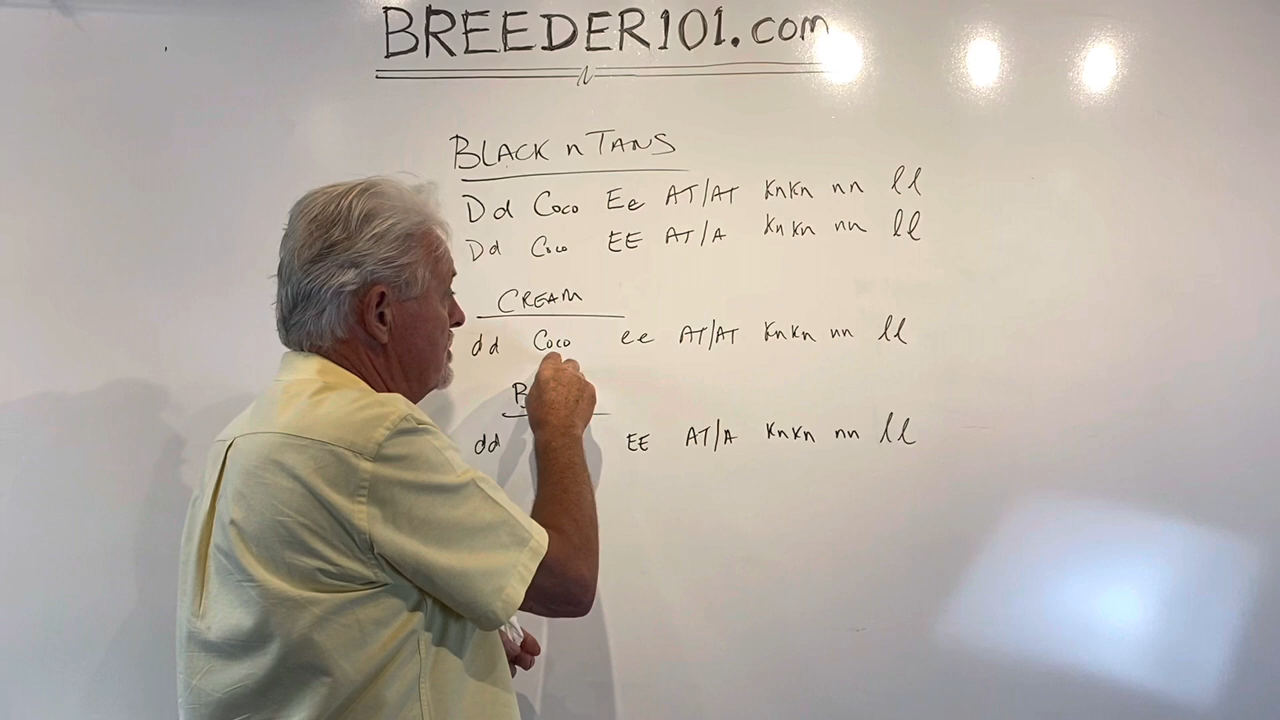 BREEDER101.com
BLACK n TANS
Dd Coco Ee AT/AT KnKn nn ll
Dd Coco EE AT/A KnKn nn ll
CREAM
dd Coco ee AT/AT KnKn nn ll
dd EE AT/A KnKn nn ll